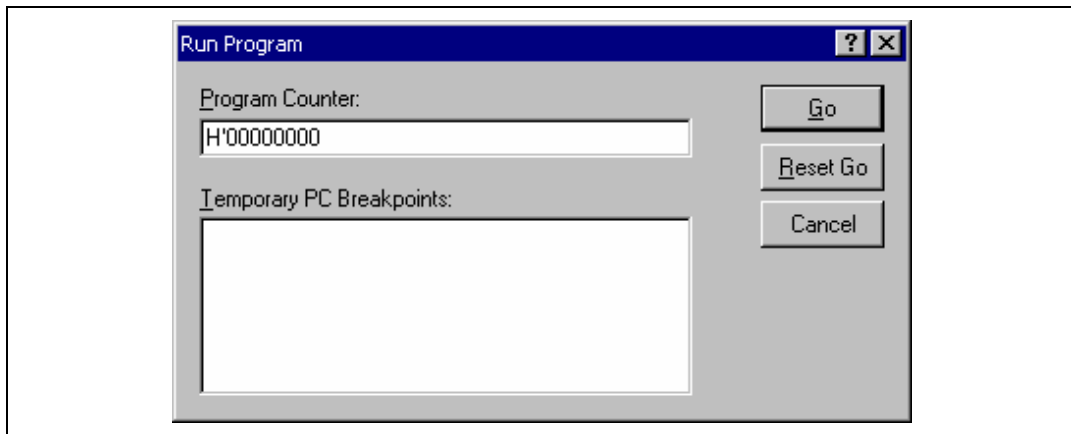 Run Program
Program Counter:
H'00000000
Temporary PC Breakpoints:
Go
Reset Go
Cancel